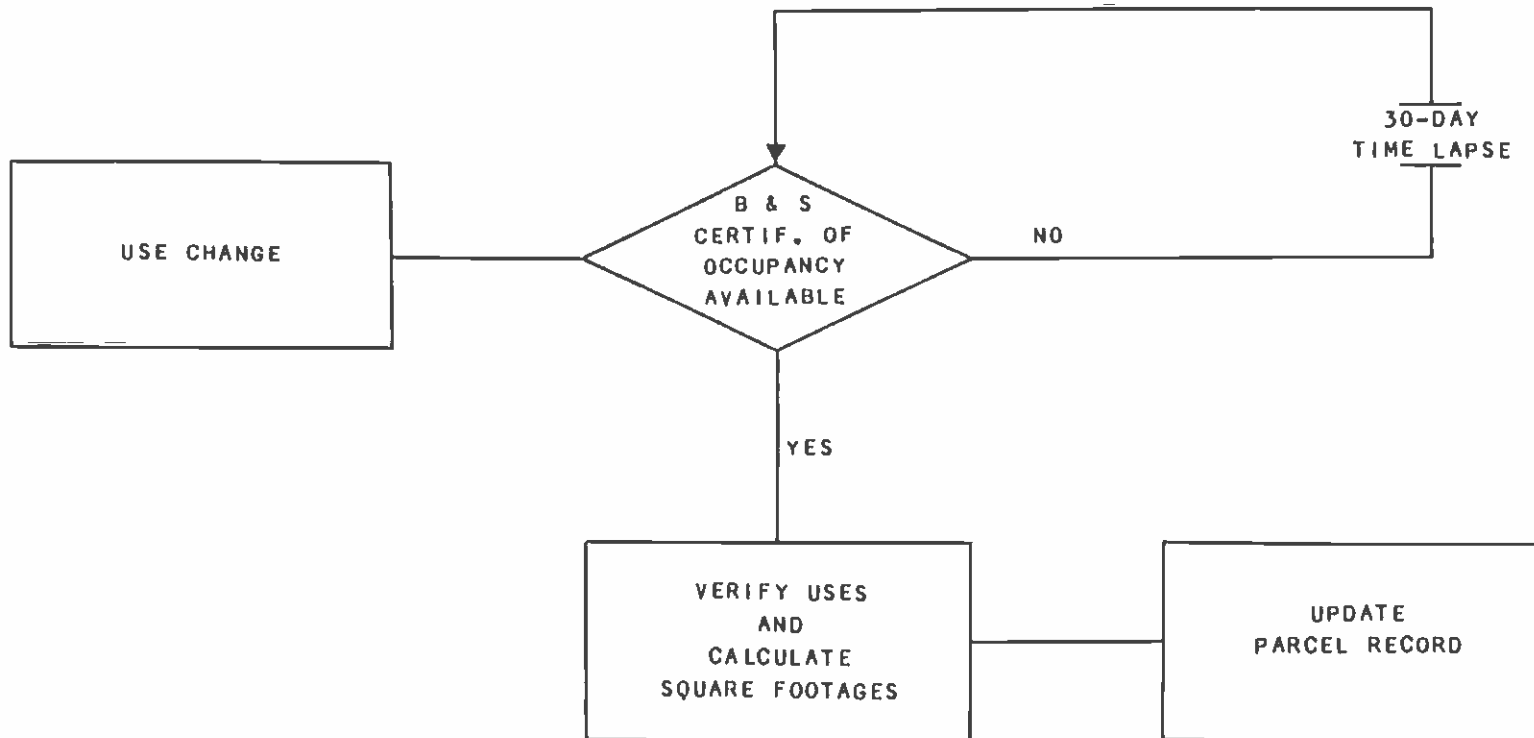 30-DAY
TIME LAPSE
USE CHANGE
B & S
CERTIF. OF
OCCUPANCY
AVAILABLE
NO
YES
VERIFY USES
AND
CALCULATE
SQUARE FOOTAGES
UPDATE
PARCEL RECORD